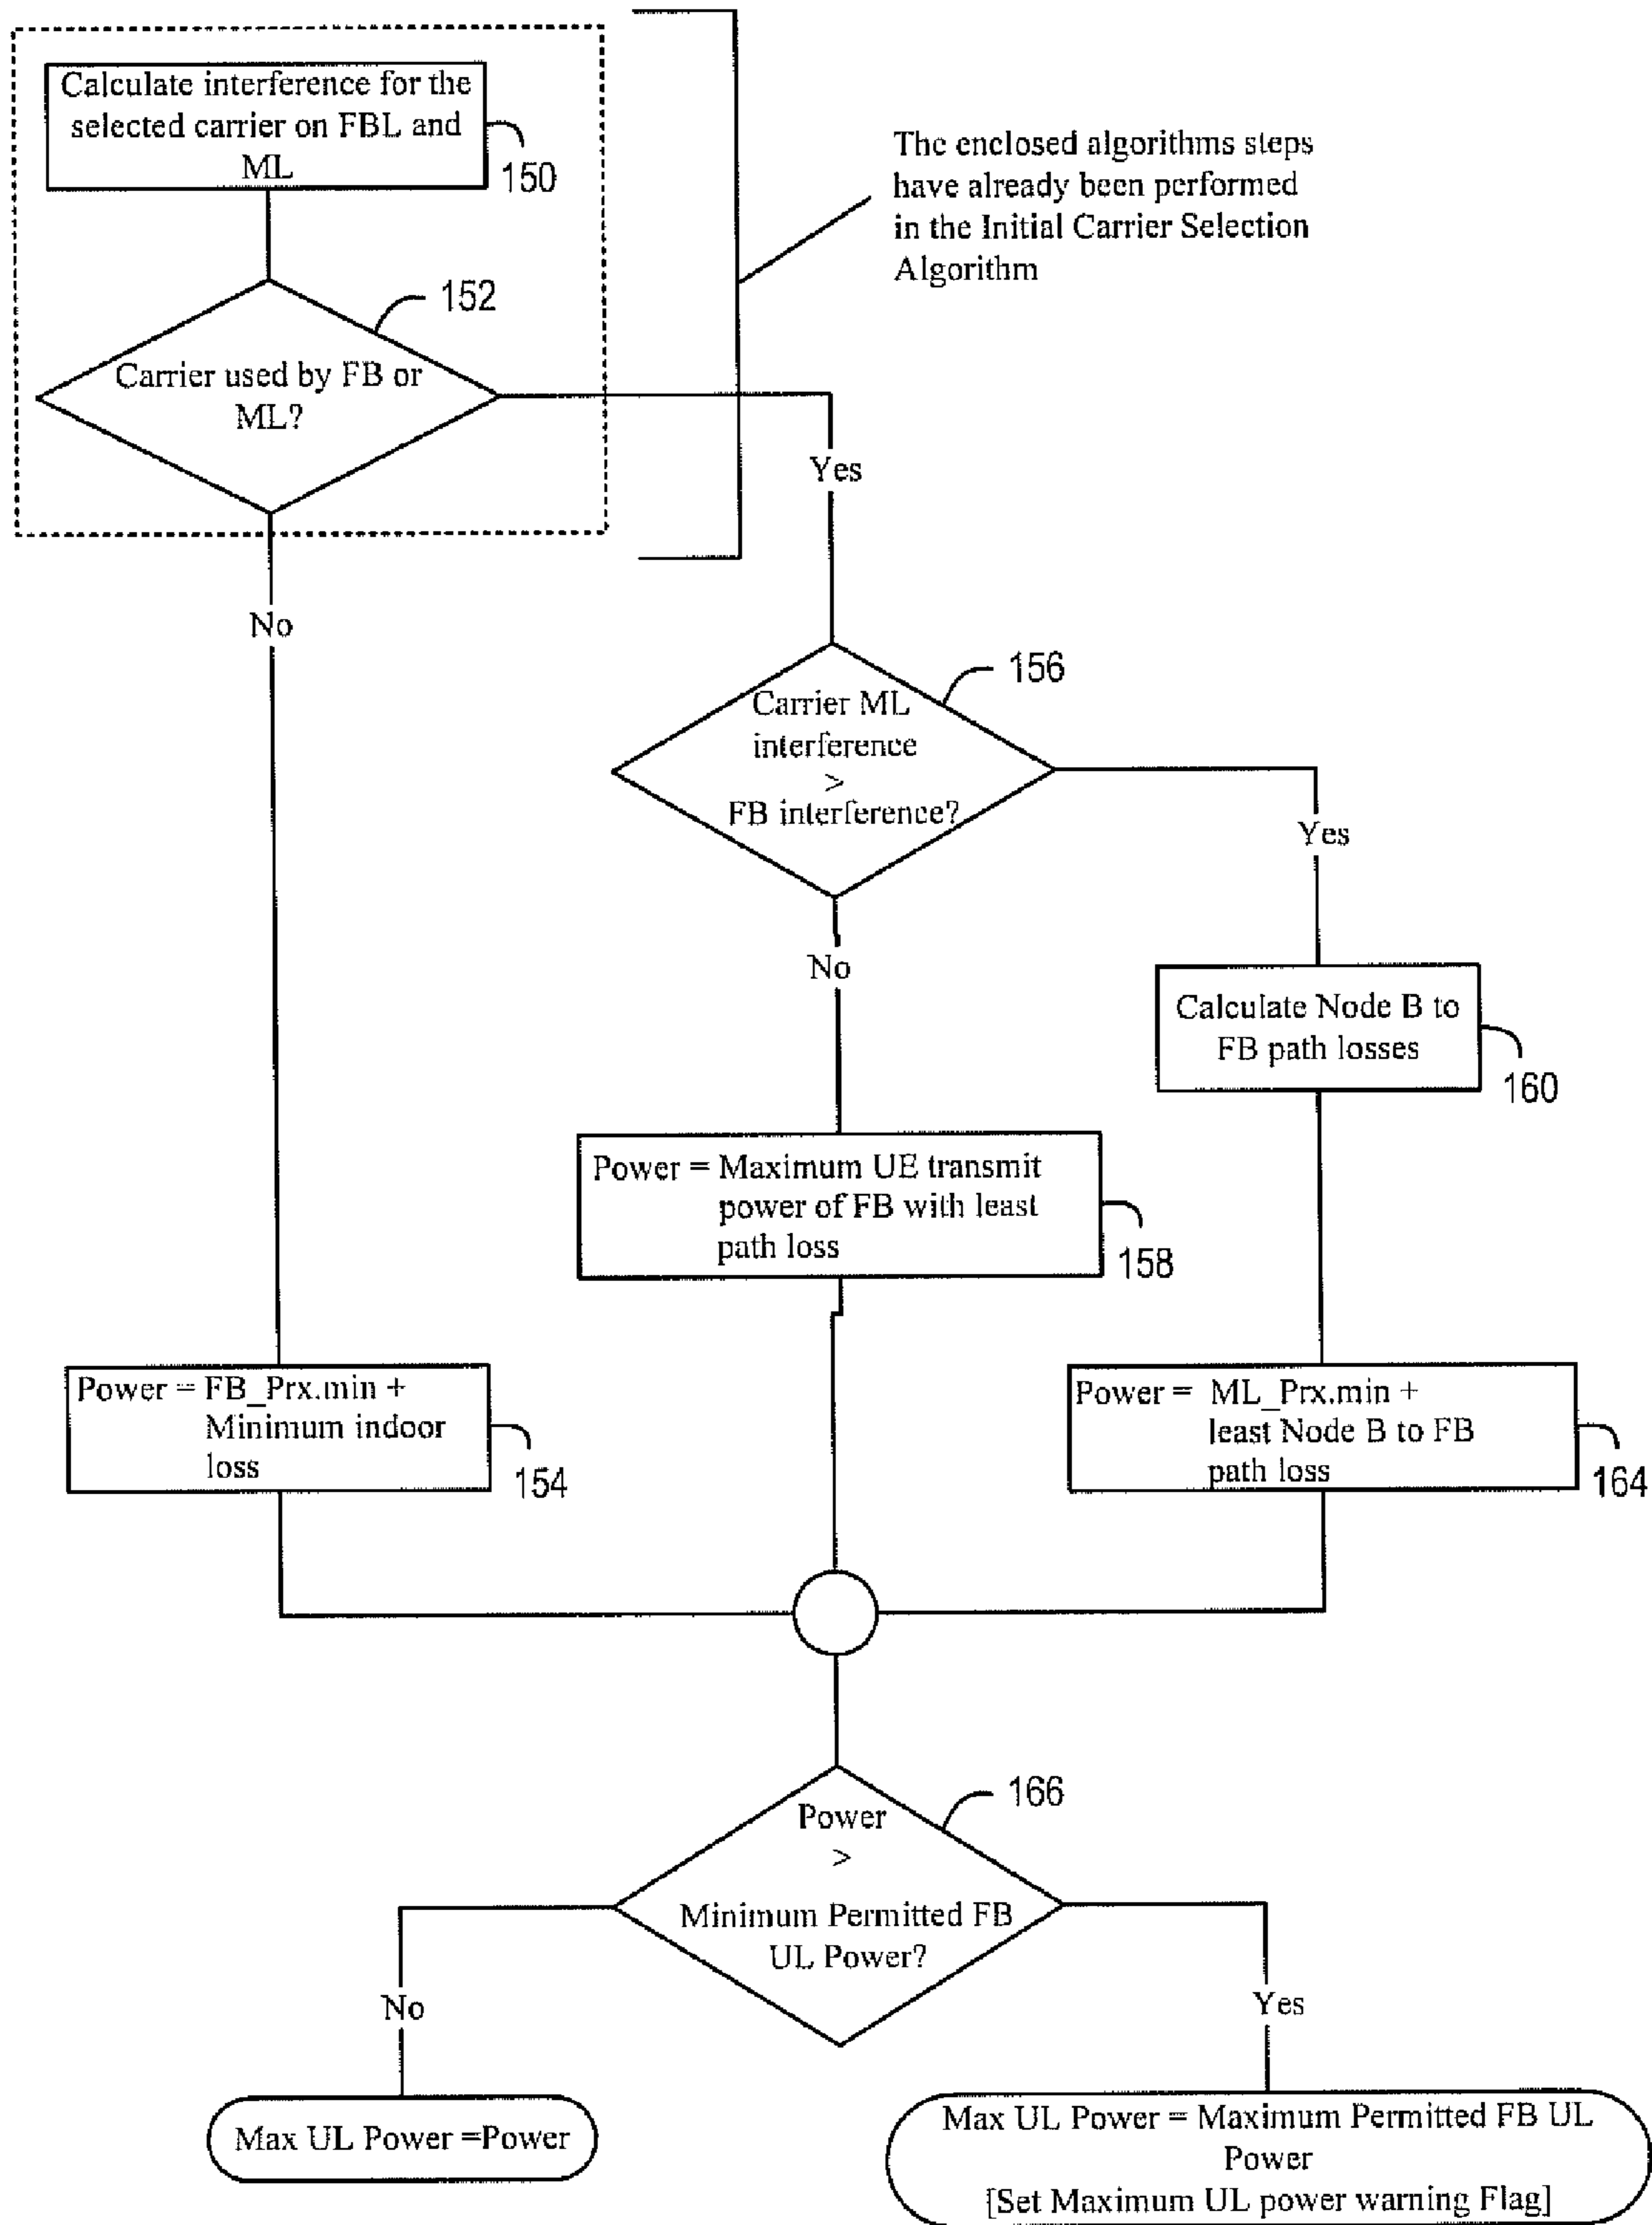 Calculate interference for the
selected carrier on FBL and
ML
150
The enclosed algorithms steps
have already been performed
in the Initial Carrier Selection
Algorithm
152
Carrier used by FB or
ML?
Yes
No
156
Carrier ML
interference
>
FB interference?
Yes
No
Calculate Node B to
FB path losses
160
Power = Maximum UE transmit
power of FB with least
path loss
158
Power = FB_Prx.min +
Minimum indoor
loss
154
Power = ML_Prx.min +
least Node B to FB
path loss
164
166
Power
>
Minimum Permitted FB
UL Power?
No
Yes
Max UL Power =Power
Max UL Power = Maximum Permitted FB UL
Power
[Set Maximum UL power warning Flag]